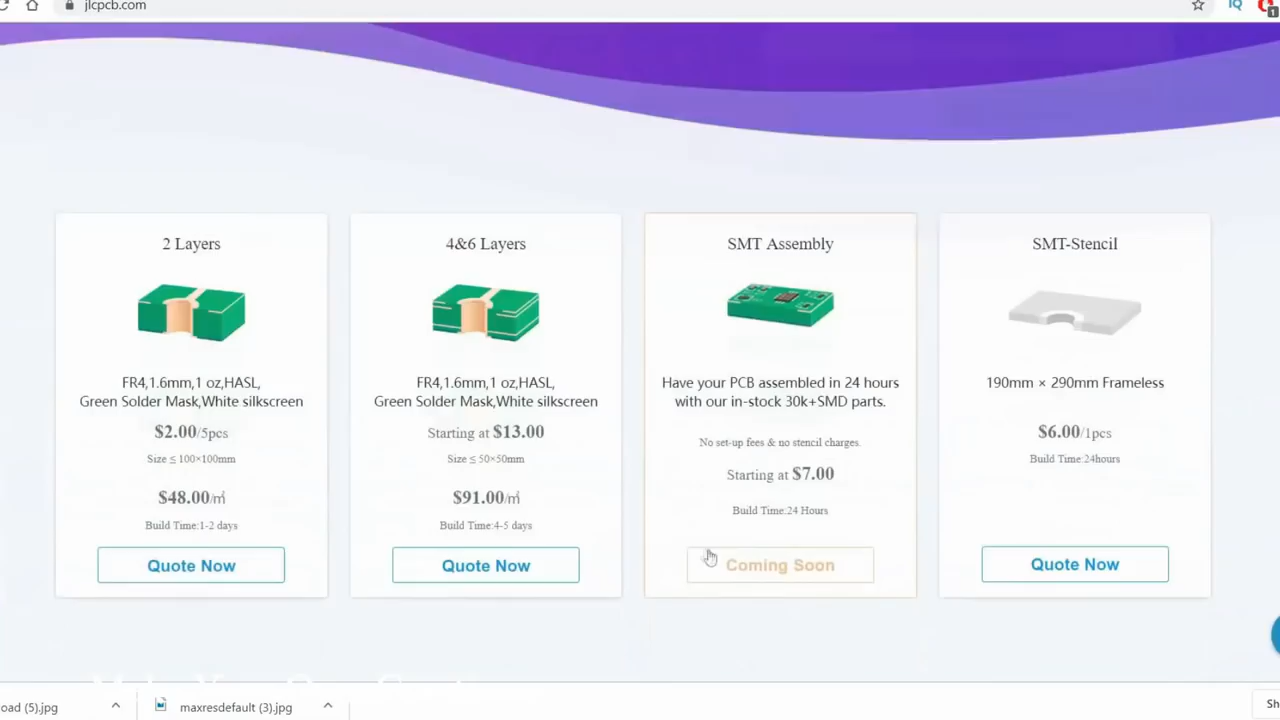 jlcpcb.com
IQ
1
2 Layers
FR4,1.6mm,1 oz,HASL,
Green Solder Mask,White silkscreen
$2.00/5pcs
Size ≤ 100×100mm
$48.00/㎡
Build Time:1-2 days
Quote Now
4&6 Layers
FR4,1.6mm,1 oz,HASL,
Green Solder Mask,White silkscreen
Starting at $13.00
Size ≤ 50×50mm
$91.00/㎡
Build Time:4-5 days
Quote Now
SMT Assembly
Have your PCB assembled in 24 hours
with our in-stock 30k+SMD parts.
No set-up fees & no stencil charges.
Starting at $7.00
Build Time:24 Hours
Coming Soon
SMT-Stencil
190mm × 290mm Frameless
$6.00/1pcs
Build Time:24hours
Quote Now
oad (5).jpg
maxresdefault (3).jpg
Sh